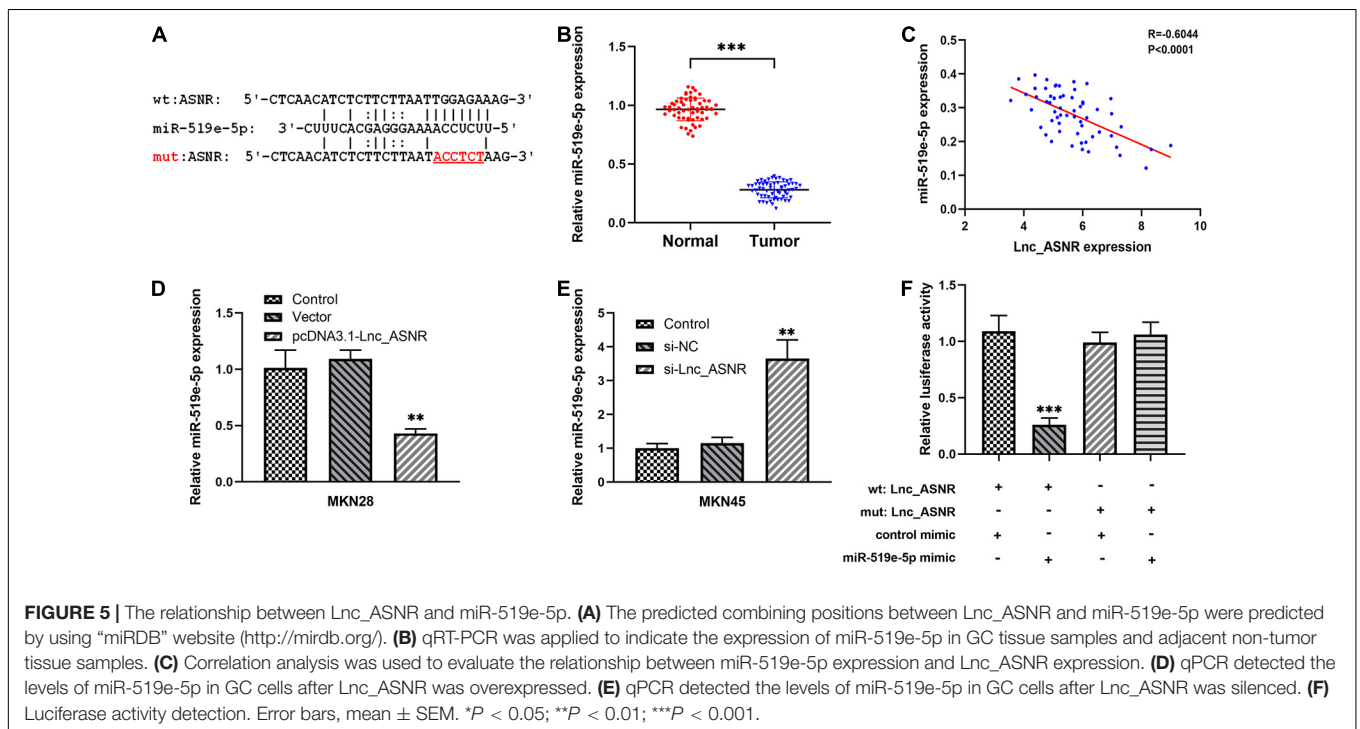 A
wt:ASNR: 5'-CTCAACATCTCTTCTTAATTGGAGAAAG-3'
| | :||:: ||||||||
miR-519e-5p: 3'-CUUUCACGAGGGAAAACCUCUU-5'
| | :||:: | |
mut:ASNR: 5'-CTCAACATCTCTTCTTAATACCTCTAAG-3'
B
Relative miR-519e-5p expression
1.5
1.0
0.5
0.0
***
Normal Tumor
C
R=-0.6044
P<0.0001
miR-519e-5p expression
0.5
0.4
0.3
0.2
0.1
0.0
2 4 6 8 10
Lnc_ASNR expression
D
Relative miR-519e-5p expression
Control
Vector
pcDNA3.1-Lnc_ASNR
1.5
1.0
0.5
0.0
**
MKN28
E
Relative miR-519e-5p expression
5
4
3
2
1
0
Control
si-NC
si-Lnc_ASNR
**
MKN45
F
Relative lusiferase activity
1.5
1.0
0.5
0.0
***
wt: Lnc_ASNR + + - -
mut: Lnc_ASNR - - + +
control mimic + - + -
miR-519e-5p mimic - + - +
FIGURE 5 | The relationship between Lnc_ASNR and miR-519e-5p. (A) The predicted combining positions between Lnc_ASNR and miR-519e-5p were predicted
by using “miRDB” website (http://mirdb.org/). (B) qRT-PCR was applied to indicate the expression of miR-519e-5p in GC tissue samples and adjacent non-tumor
tissue samples. (C) Correlation analysis was used to evaluate the relationship between miR-519e-5p expression and Lnc_ASNR expression. (D) qPCR detected the
levels of miR-519e-5p in GC cells after Lnc_ASNR was overexpressed. (E) qPCR detected the levels of miR-519e-5p in GC cells after Lnc_ASNR was silenced. (F)
Luciferase activity detection. Error bars, mean ± SEM. *P < 0.05; **P < 0.01; ***P < 0.001.